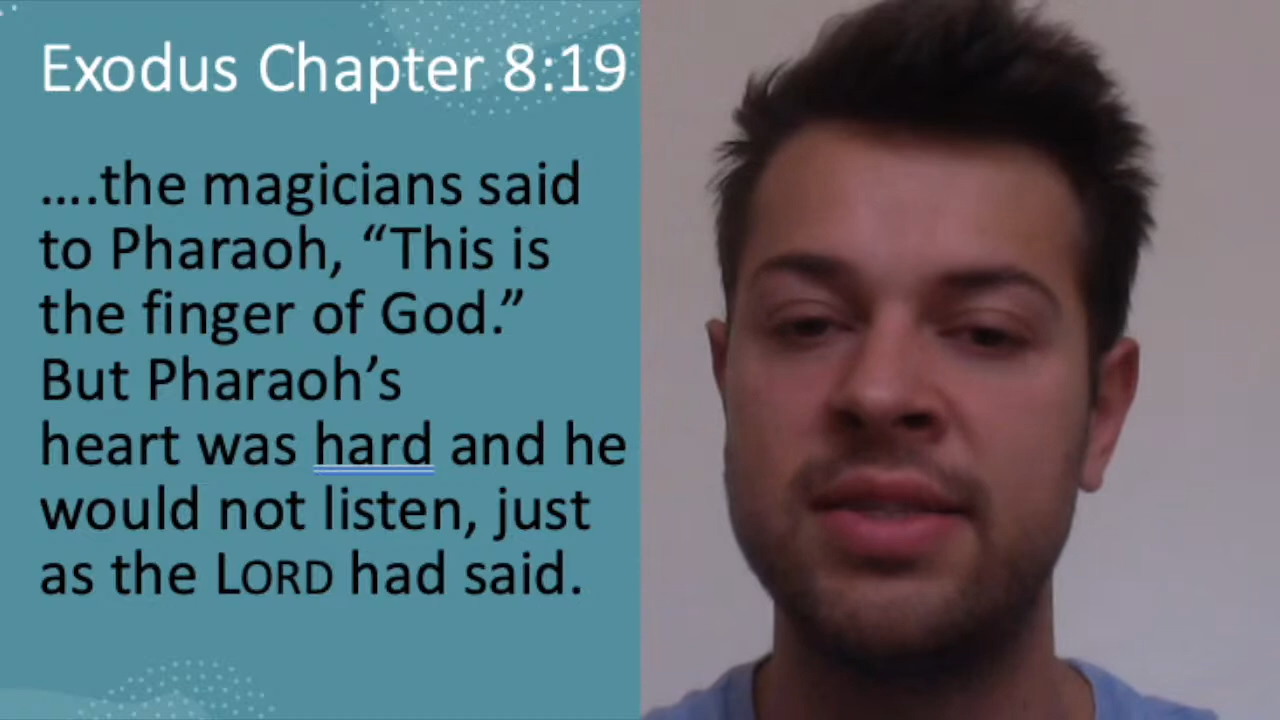 Exodus Chapter 8:19
....the magicians said
to Pharaoh, “This is
the finger of God.”
But Pharaoh’s
heart was hard and he
would not listen, just
as the LORD had said.